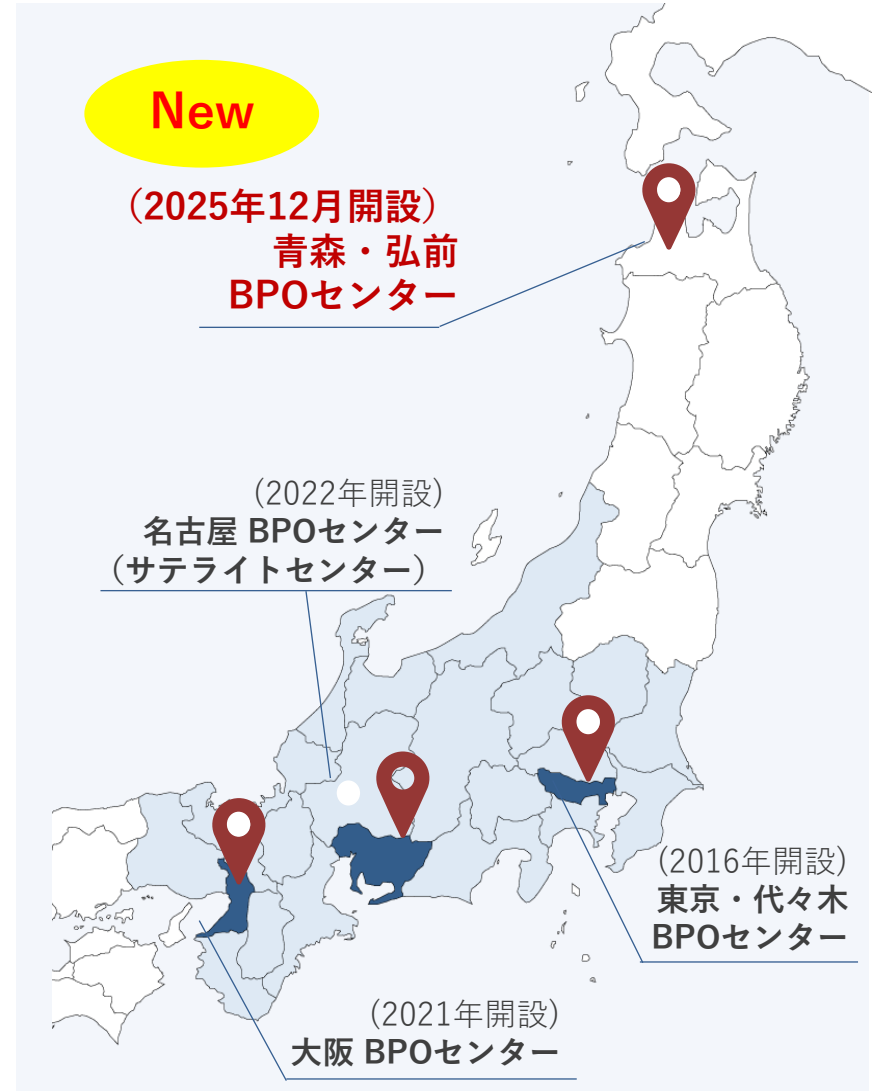 New
（2025年12月開設）
青森・弘前
BPOセンター
(2022年開設)
名古屋 BPOセンター
（サテライトセンター）
(2016年開設)
東京・代々木
BPOセンター
(2021年開設)
大阪 BPOセンター